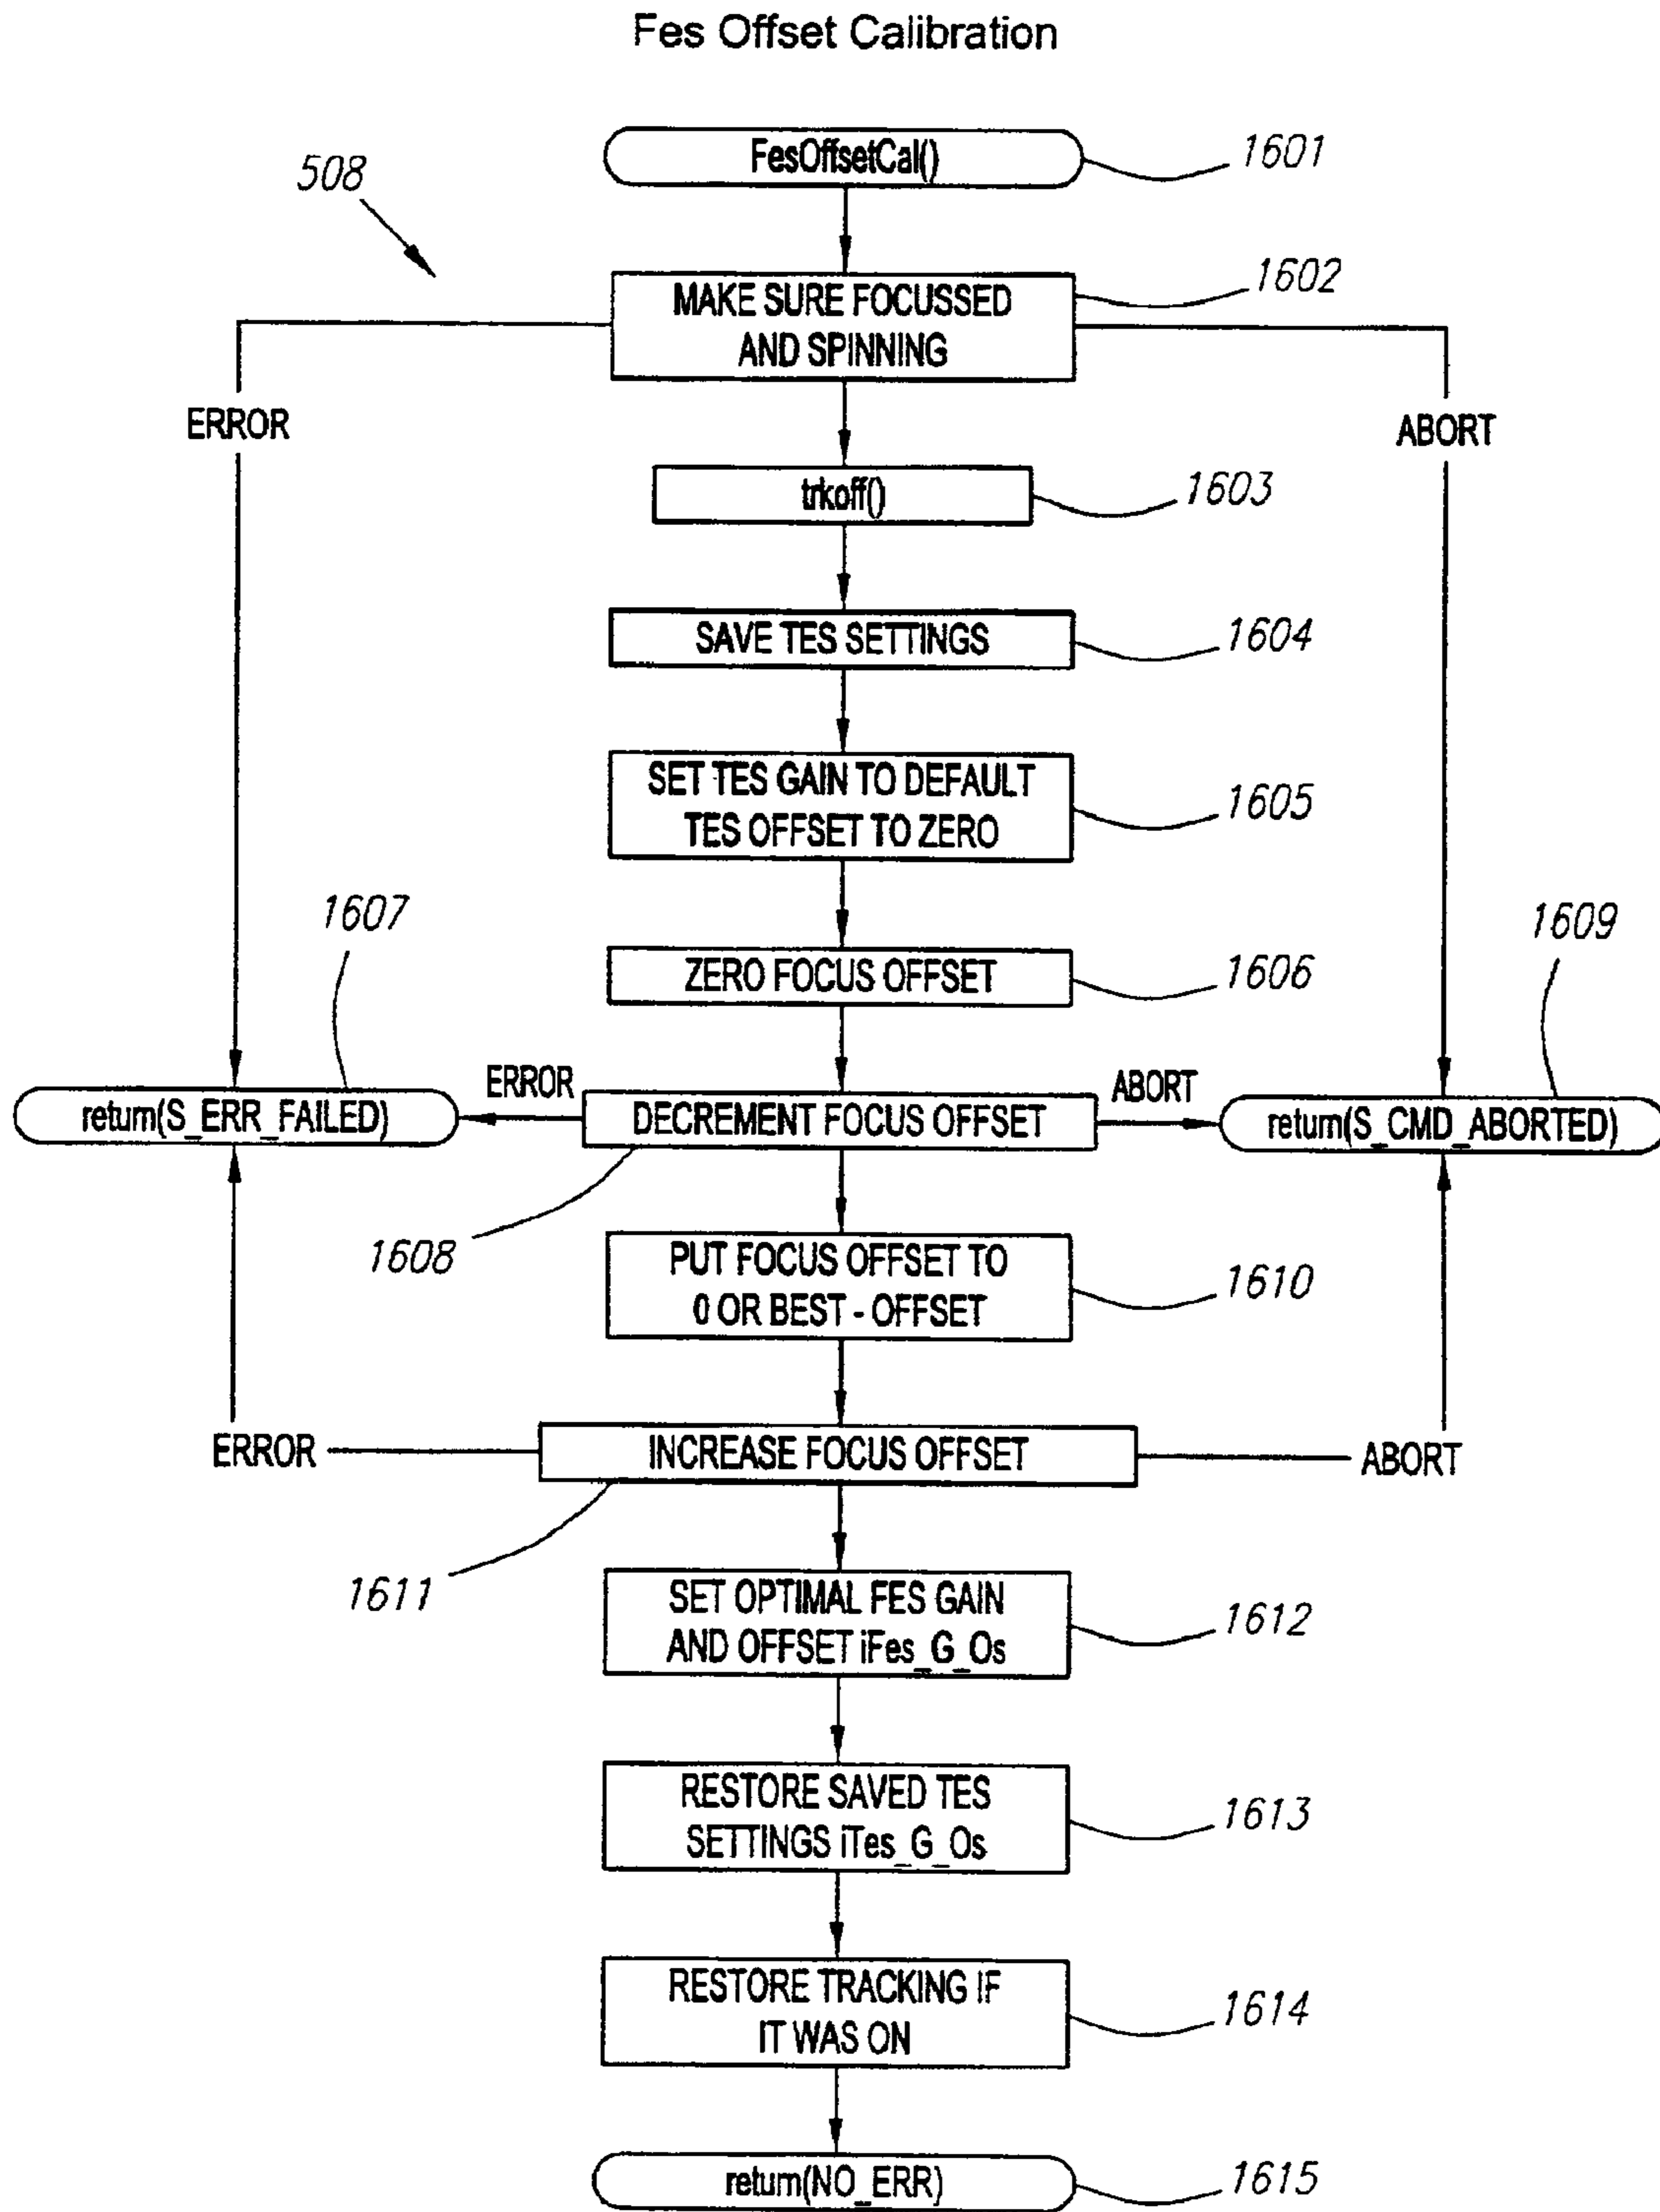 Fes Offset Calibration
FesOffsetCal()
1601
508
MAKE SURE FOCUSSED
AND SPINNING
1602
ERROR
ABORT
trkoff()
1603
SAVE TES SETTINGS
1604
SET TES GAIN TO DEFAULT
TES OFFSET TO ZERO
1605
1607
1609
ZERO FOCUS OFFSET
1606
return(S_ERR_FAILED)
ERROR
DECREMENT FOCUS OFFSET
ABORT
return(S_CMD_ABORTED)
1608
PUT FOCUS OFFSET TO
0 OR BEST - OFFSET
1610
ERROR
INCREASE FOCUS OFFSET
ABORT
1611
SET OPTIMAL FES GAIN
AND OFFSET iFes_G_Os
1612
RESTORE SAVED TES
SETTINGS iTes_G_Os
1613
RESTORE TRACKING IF
IT WAS ON
1614
return(NO_ERR)
1615